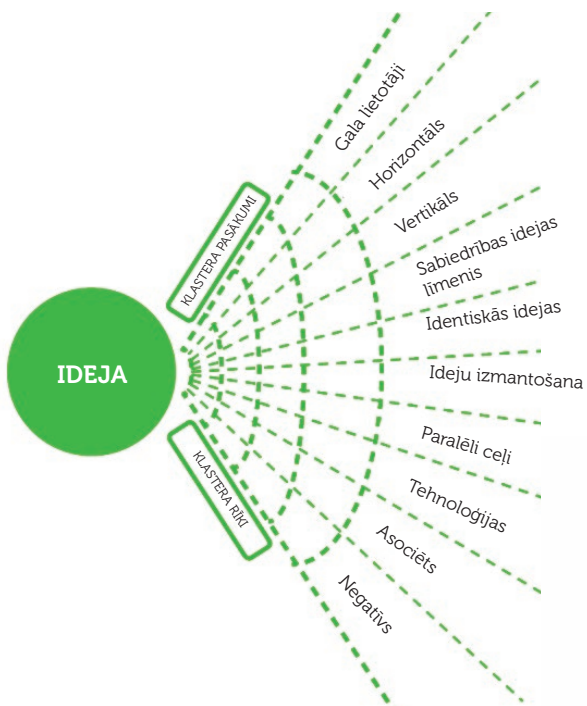 Gala lietotāji
Horizontāls
Vertikāls
Sabiedrības idejas
līmenis
Identiskās idejas
Ideju izmantošana
Paralēli ceļi
Tehnoloģijas
Asociēts
Negatīvs
KLASTERA PASĀKUMI
IDEJA
KLASTERA RĪKI